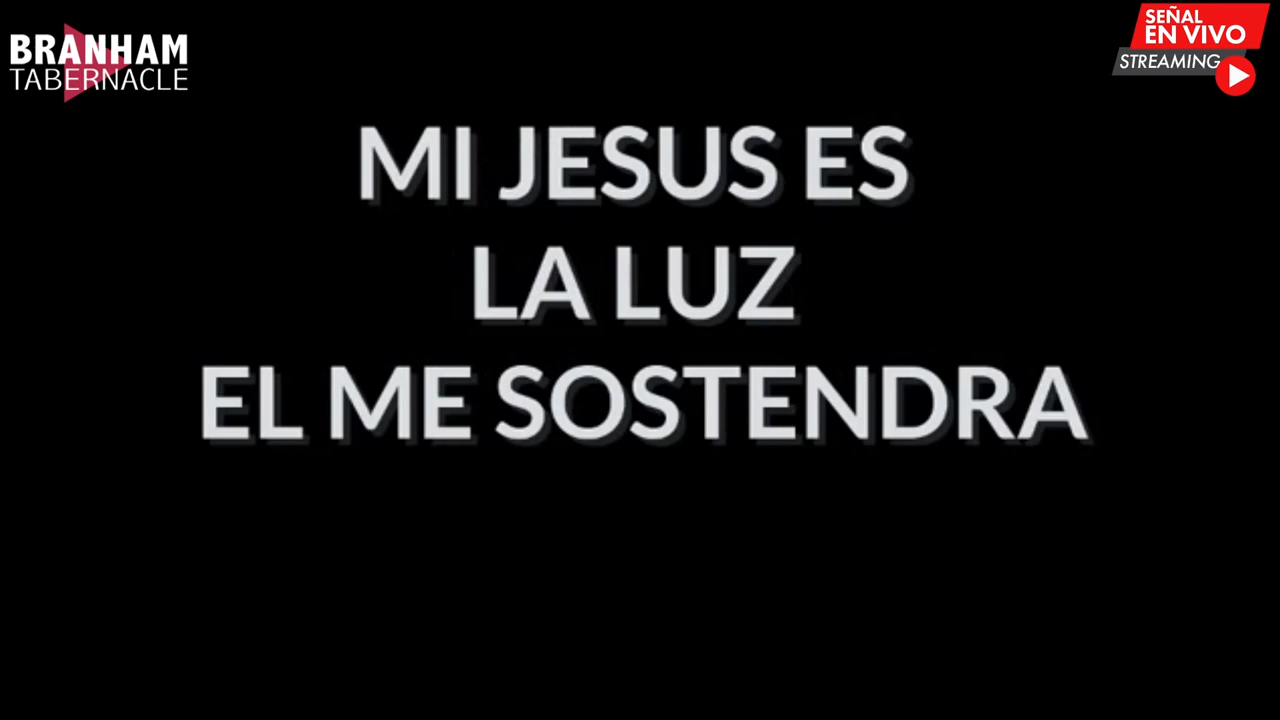 BRANHAM
TABERNACLE
SEÑAL
EN VIVO
STREAMING
MI JESUS ES
LA LUZ
EL ME SOSTENDRA